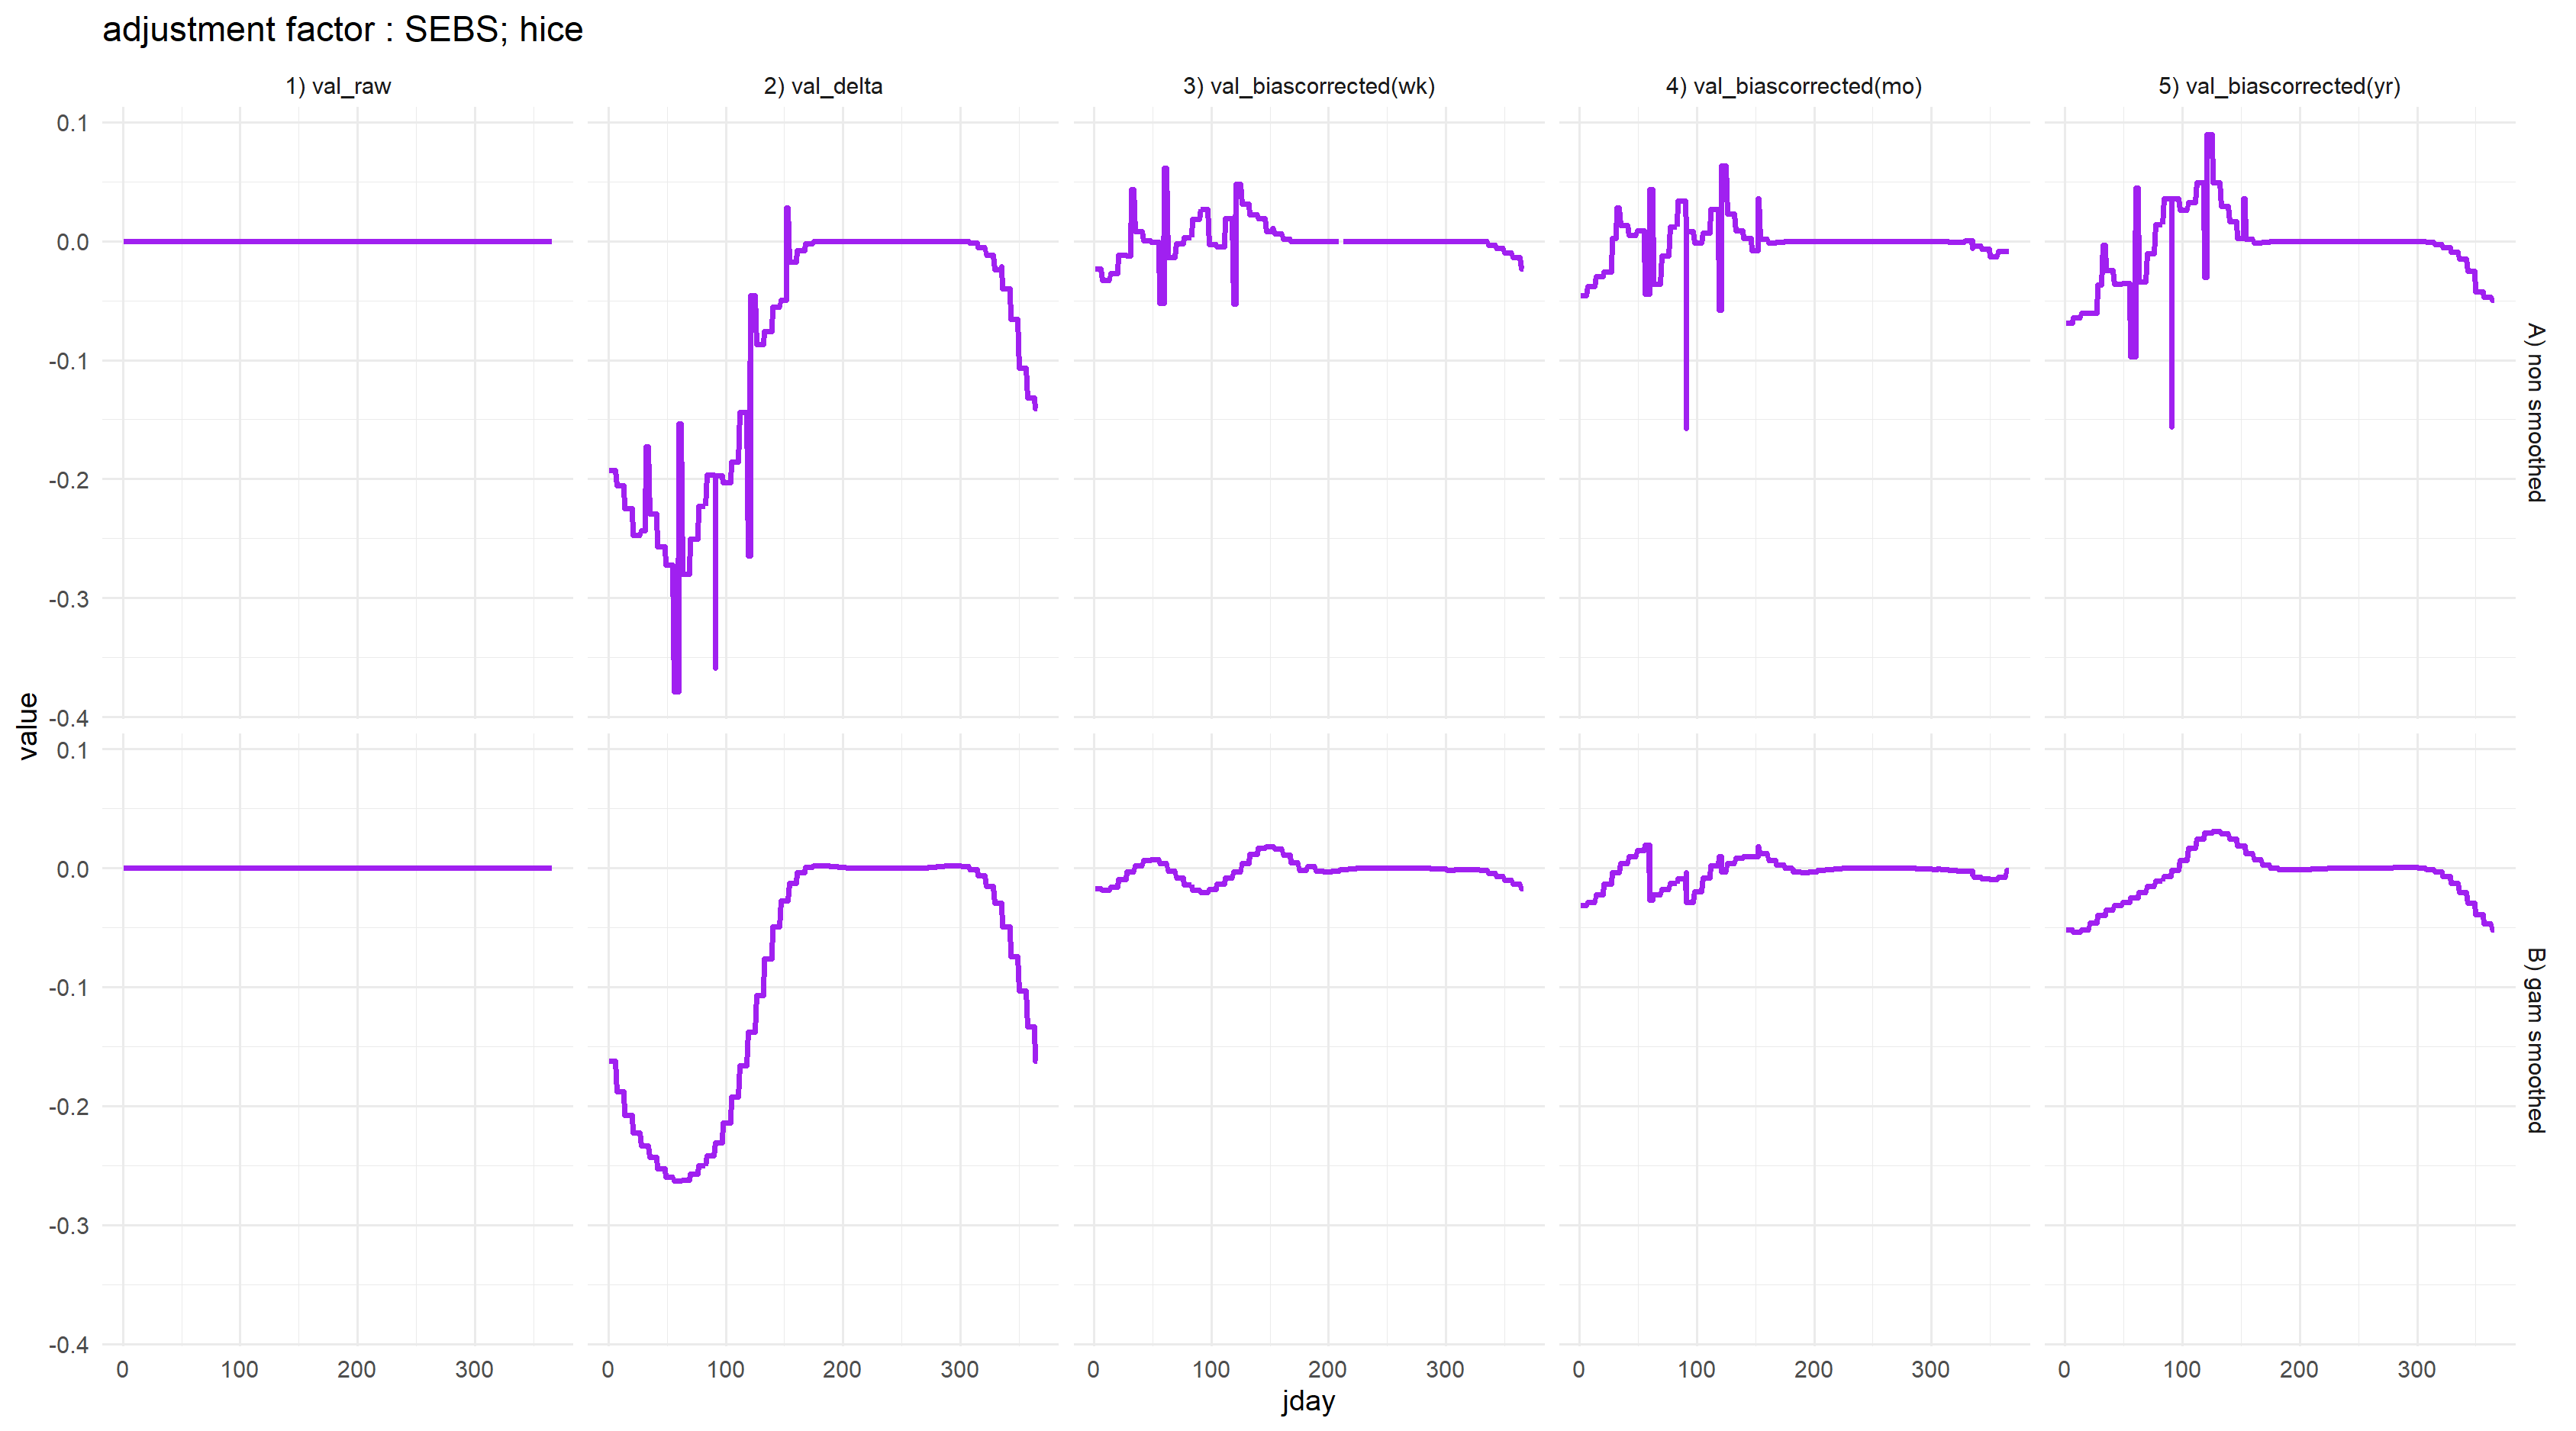 adjustment factor : SEBS; hice
1) val_raw
2) val_delta
3) val_biascorrected(wk)
4) val_biascorrected(mo)
5) val_biascorrected(yr)
0.1
0.0
-0.1
-0.2
-0.3
-0.4
A) non smoothed
value
0.1
0.0
-0.1
-0.2
-0.3
-0.4
B) gam smoothed
0 100 200 300
0 100 200 300
0 100 200 300
0 100 200 300
0 100 200 300
jday